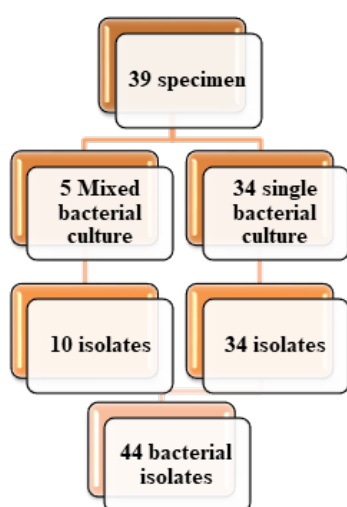 39 specimen
5 Mixed
bacterial
culture
34 single
bacterial
culture
10 isolates
34 isolates
44 bacterial
isolates